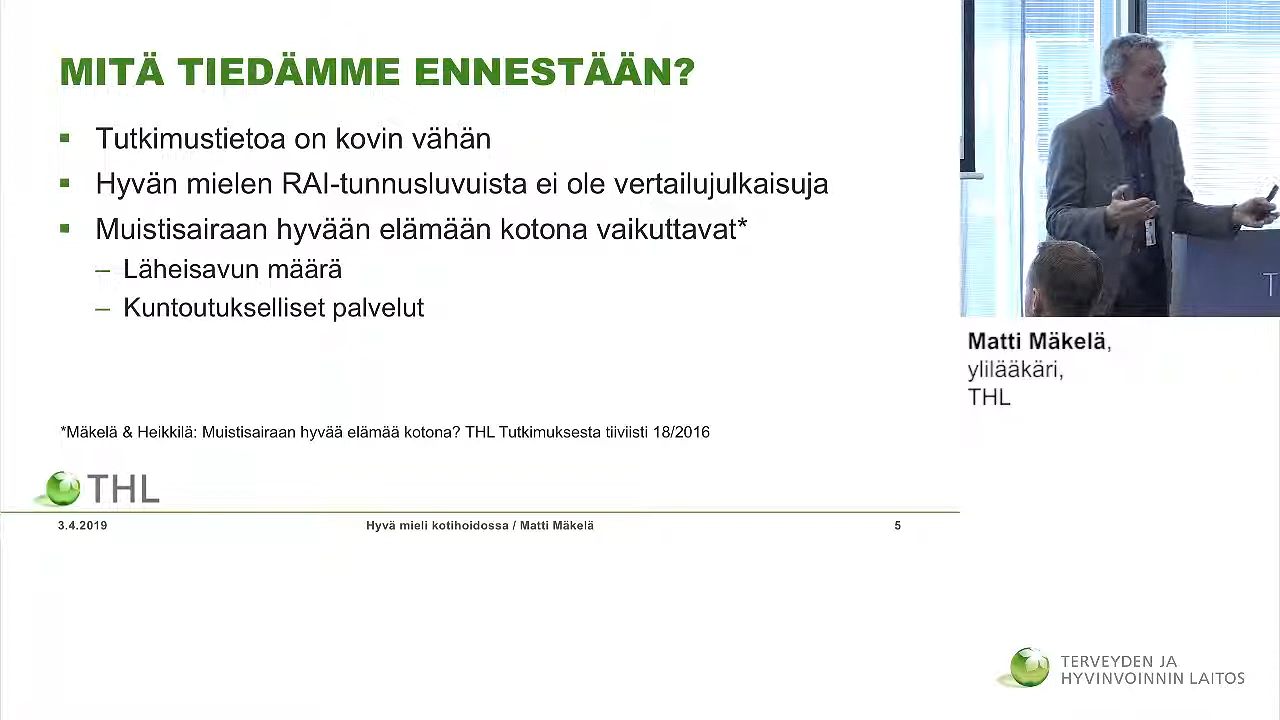 MITÄ TIEDÄMME ENNESTÄÄN?
Tutkimustietoa on kovin vähän
Hyvän mielen RAI-tunnusluvuista ei ole vertailujulkaisuja
Muistisairaan hyvään elämään kotona vaikuttavat*
– Läheisavun määrä
– Kuntoutukselliset palvelut
*Mäkelä & Heikkilä: Muistisairaan hyvää elämää kotona? THL Tutkimuksesta tiiviisti 18/2016
THL
3.4.2019 Hyvä mieli kotihoidossa / Matti Mäkelä 5
Matti Mäkelä,
ylilääkäri,
THL
TERVEYDEN JA
HYVINVOINNIN LAITOS